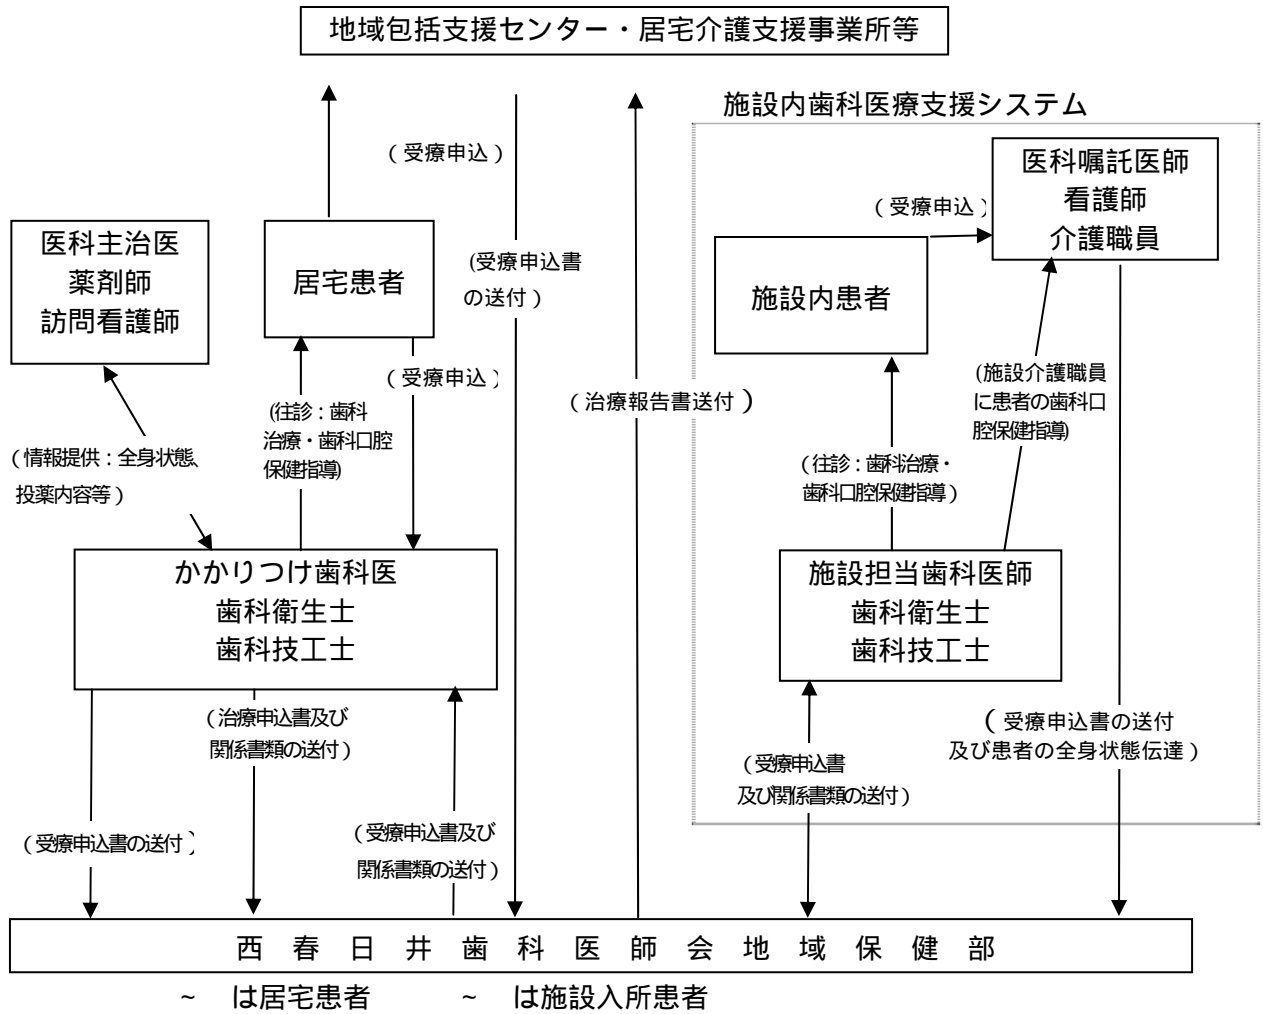 地域包括支援センター・居宅介護支援事業所等
施設内歯科医療支援システム
(受療申込)
医科嘱託医師
看護師
介護職員
(受療申込)
医科主治医
薬剤師
訪問看護師
居宅患者
(受療申込書
の送付)
施設内患者
(受療申込)
(治療報告書送付)
(施設介護職員
に患者の歯科口
腔保健指導)
(往診:歯科
治療・歯科口腔
保健指導)
(情報提供:全身状態、
投薬内容等)
(往診:歯科治療・
歯科口腔保健指導)
かかりつけ歯科医
歯科衛生士
歯科技工士
施設担当歯科医師
歯科衛生士
歯科技工士
(治療申込書及び
関係書類の送付)
(受療申込書の送付
及び患者の全身状態伝達)
(受療申込書
及び関係書類の送付)
(受療申込書の送付)
(受療申込書及び
関係書類の送付)
西春日井歯科医師会地域保健部
~ は居宅患者 ~ は施設入所患者